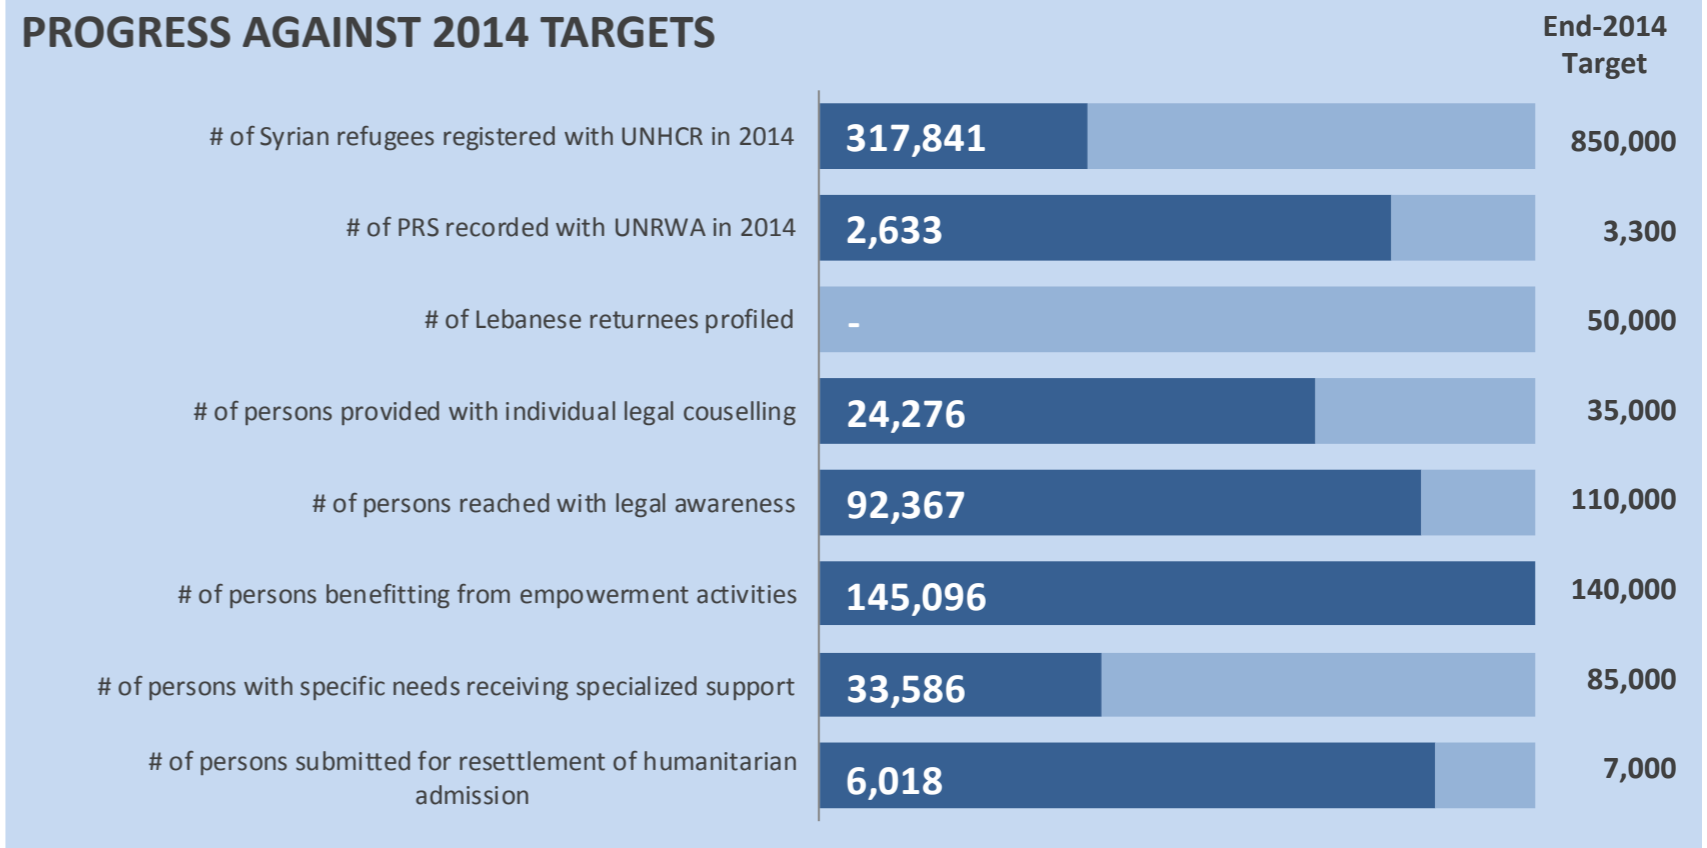 PROGRESS AGAINST 2014 TARGETS
End-2014
Target
# of Syrian refugees registered with UNHCR in 2014 317,841 850,000
# of PRS recorded with UNRWA in 2014 2,633 3,300
# of Lebanese returnees profiled - 50,000
# of persons provided with individual legal couselling 24,276 35,000
# of persons reached with legal awareness 92,367 110,000
# of persons benefitting from empowerment activities 145,096 140,000
# of persons with specific needs receiving specialized support 33,586 85,000
# of persons submitted for resettlement of humanitarian
admission 6,018 7,000